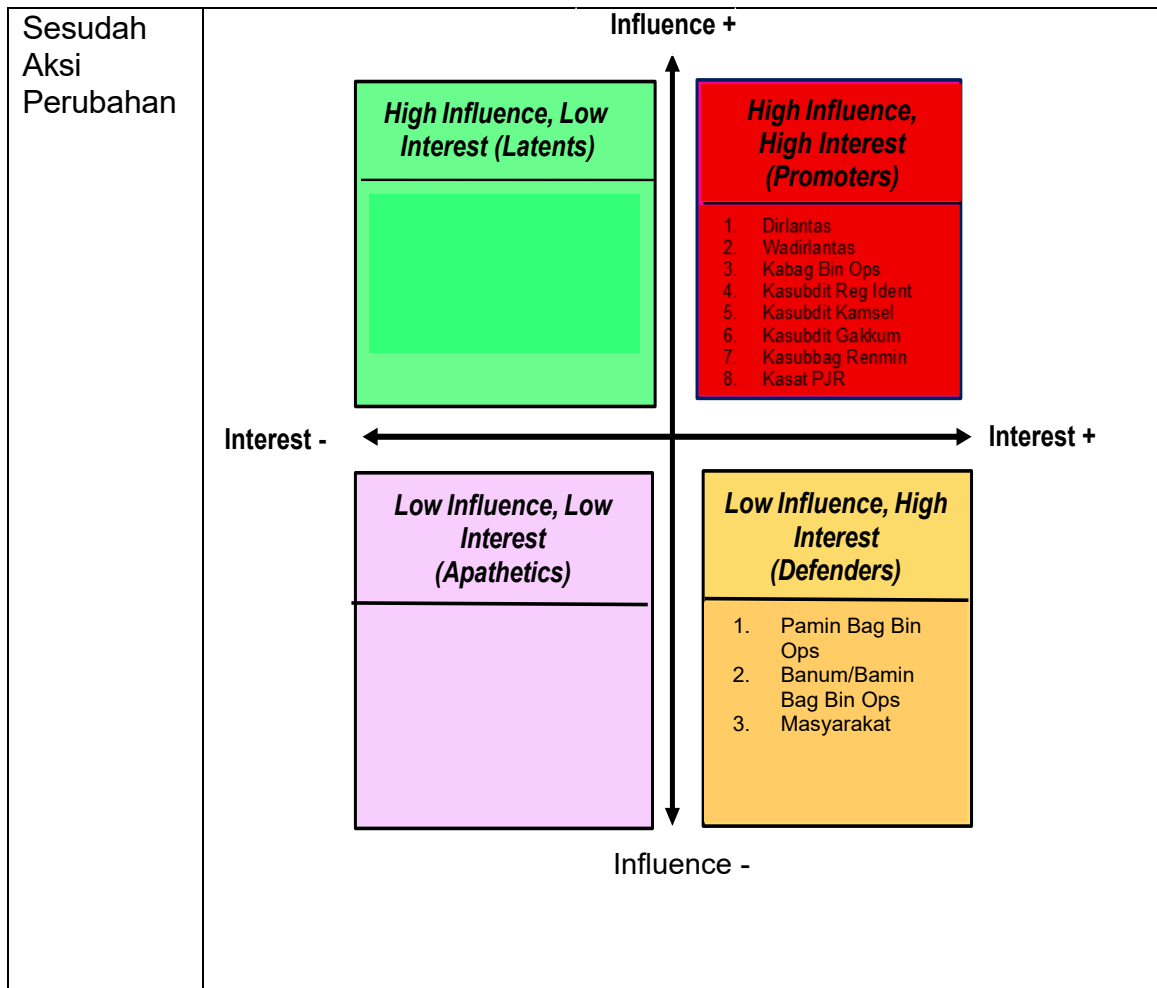 Sesudah
Aksi
Perubahan
Influence +
High Influence, Low
Interest (Latents)
High Influence,
High Interest
(Promoters)
1. Dirlantas
2. Wadirlantas
3. Kabag Bin Ops
4. Kasubdit Reg Ident
5. Kasubdit Kamsel
6. Kasubdit Gakkum
7. Kasubbag Renmin
8. Kasat PJR
Interest -
Interest +
Low Influence, Low
Interest
(Apathetics)
Low Influence, High
Interest
(Defenders)
1. Pamin Bag Bin
Ops
2. Banum/Bamin
Bag Bin Ops
3. Masyarakat
Influence -